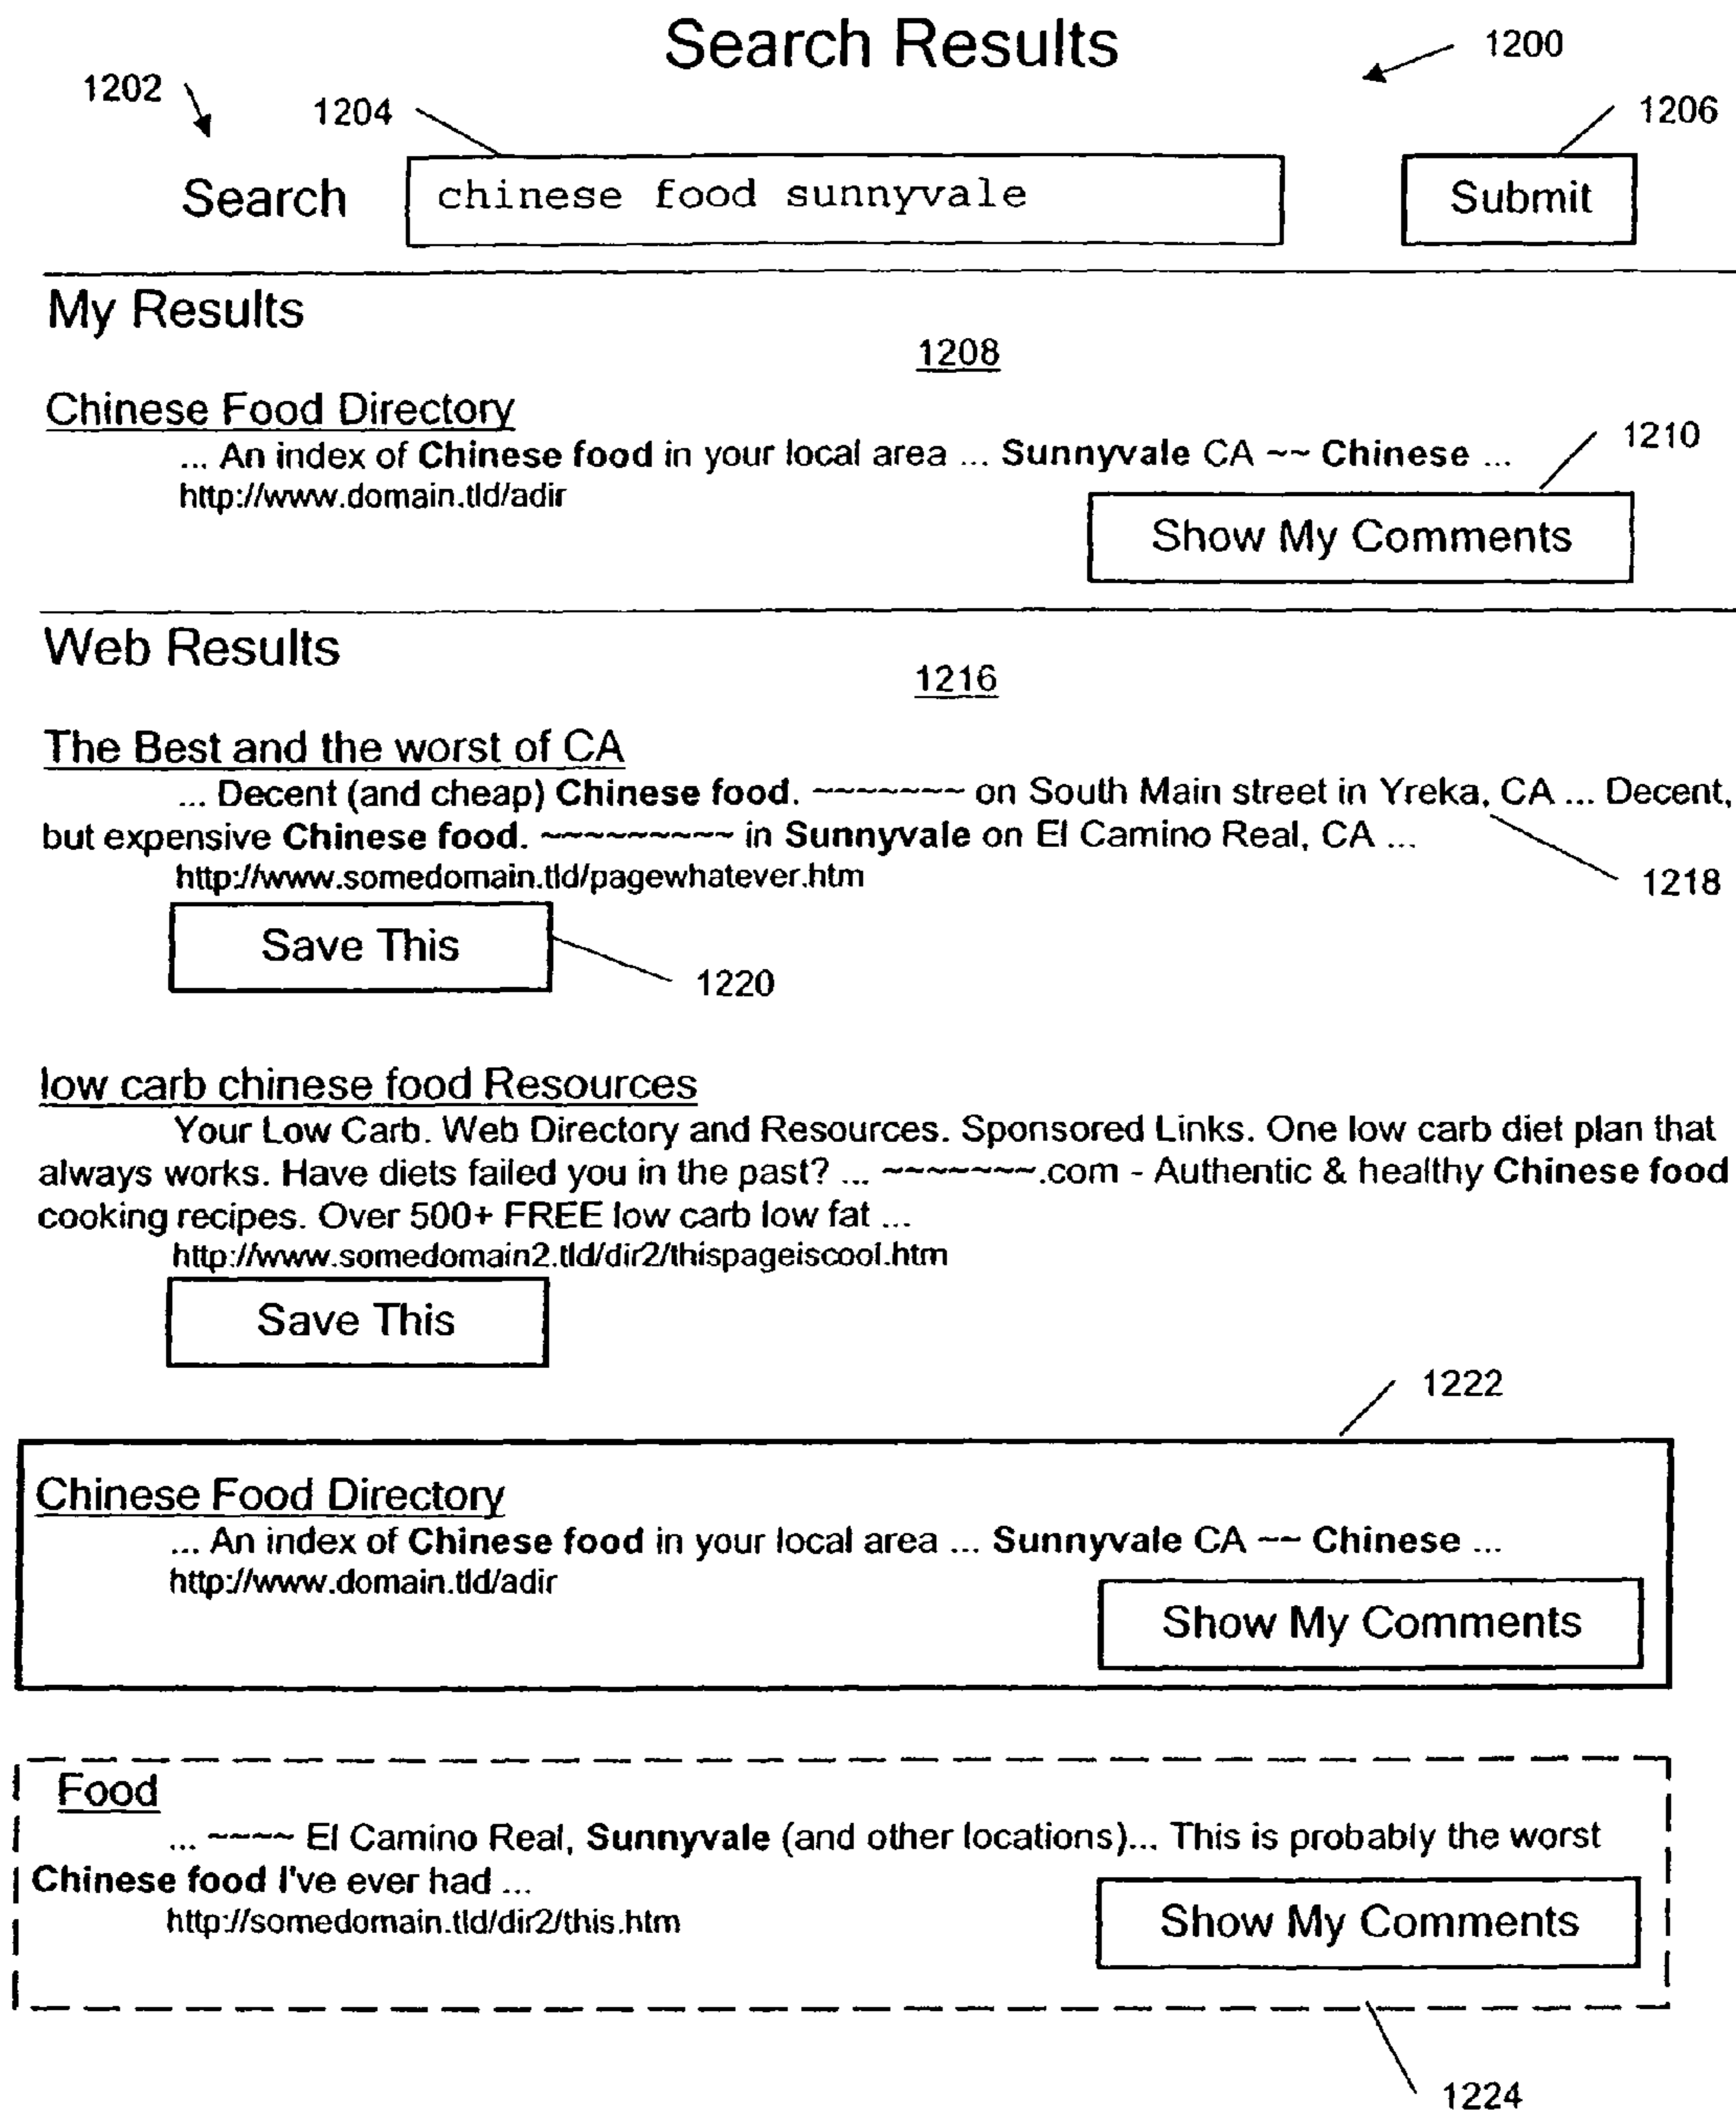 Search Results
1200
1202
1204
1206
Search
chinese food sunnyvale
Submit
My Results
1208
Chinese Food Directory
... An index of Chinese food in your local area ... Sunnyvale CA ~~ Chinese ...
1210
http://www.domain.tld/adir
Show My Comments
Web Results
1216
The Best and the worst of CA
... Decent (and cheap) Chinese food. ~~~~~~~ on South Main street in Yreka, CA ... Decent,
but expensive Chinese food. ~~~~~~~~~ in Sunnyvale on El Camino Real, CA ...
http://www.somedomain.tld/pagewhatever.htm
1218
Save This
1220
low carb chinese food Resources
Your Low Carb. Web Directory and Resources. Sponsored Links. One low carb diet plan that
always works. Have diets failed you in the past? ... ~~~~~~~.com - Authentic & healthy Chinese food
cooking recipes. Over 500+ FREE low carb low fat ...
http://www.somedomain2.tld/dir2/thispageiscool.htm
Save This
1222
Chinese Food Directory
... An index of Chinese food in your local area ... Sunnyvale CA ~~ Chinese ...
http://www.domain.tld/adir
Show My Comments
Food
... ~~~~ El Camino Real, Sunnyvale (and other locations)... This is probably the worst
Chinese food I've ever had ...
http://somedomain.tld/dir2/this.htm
Show My Comments
1224